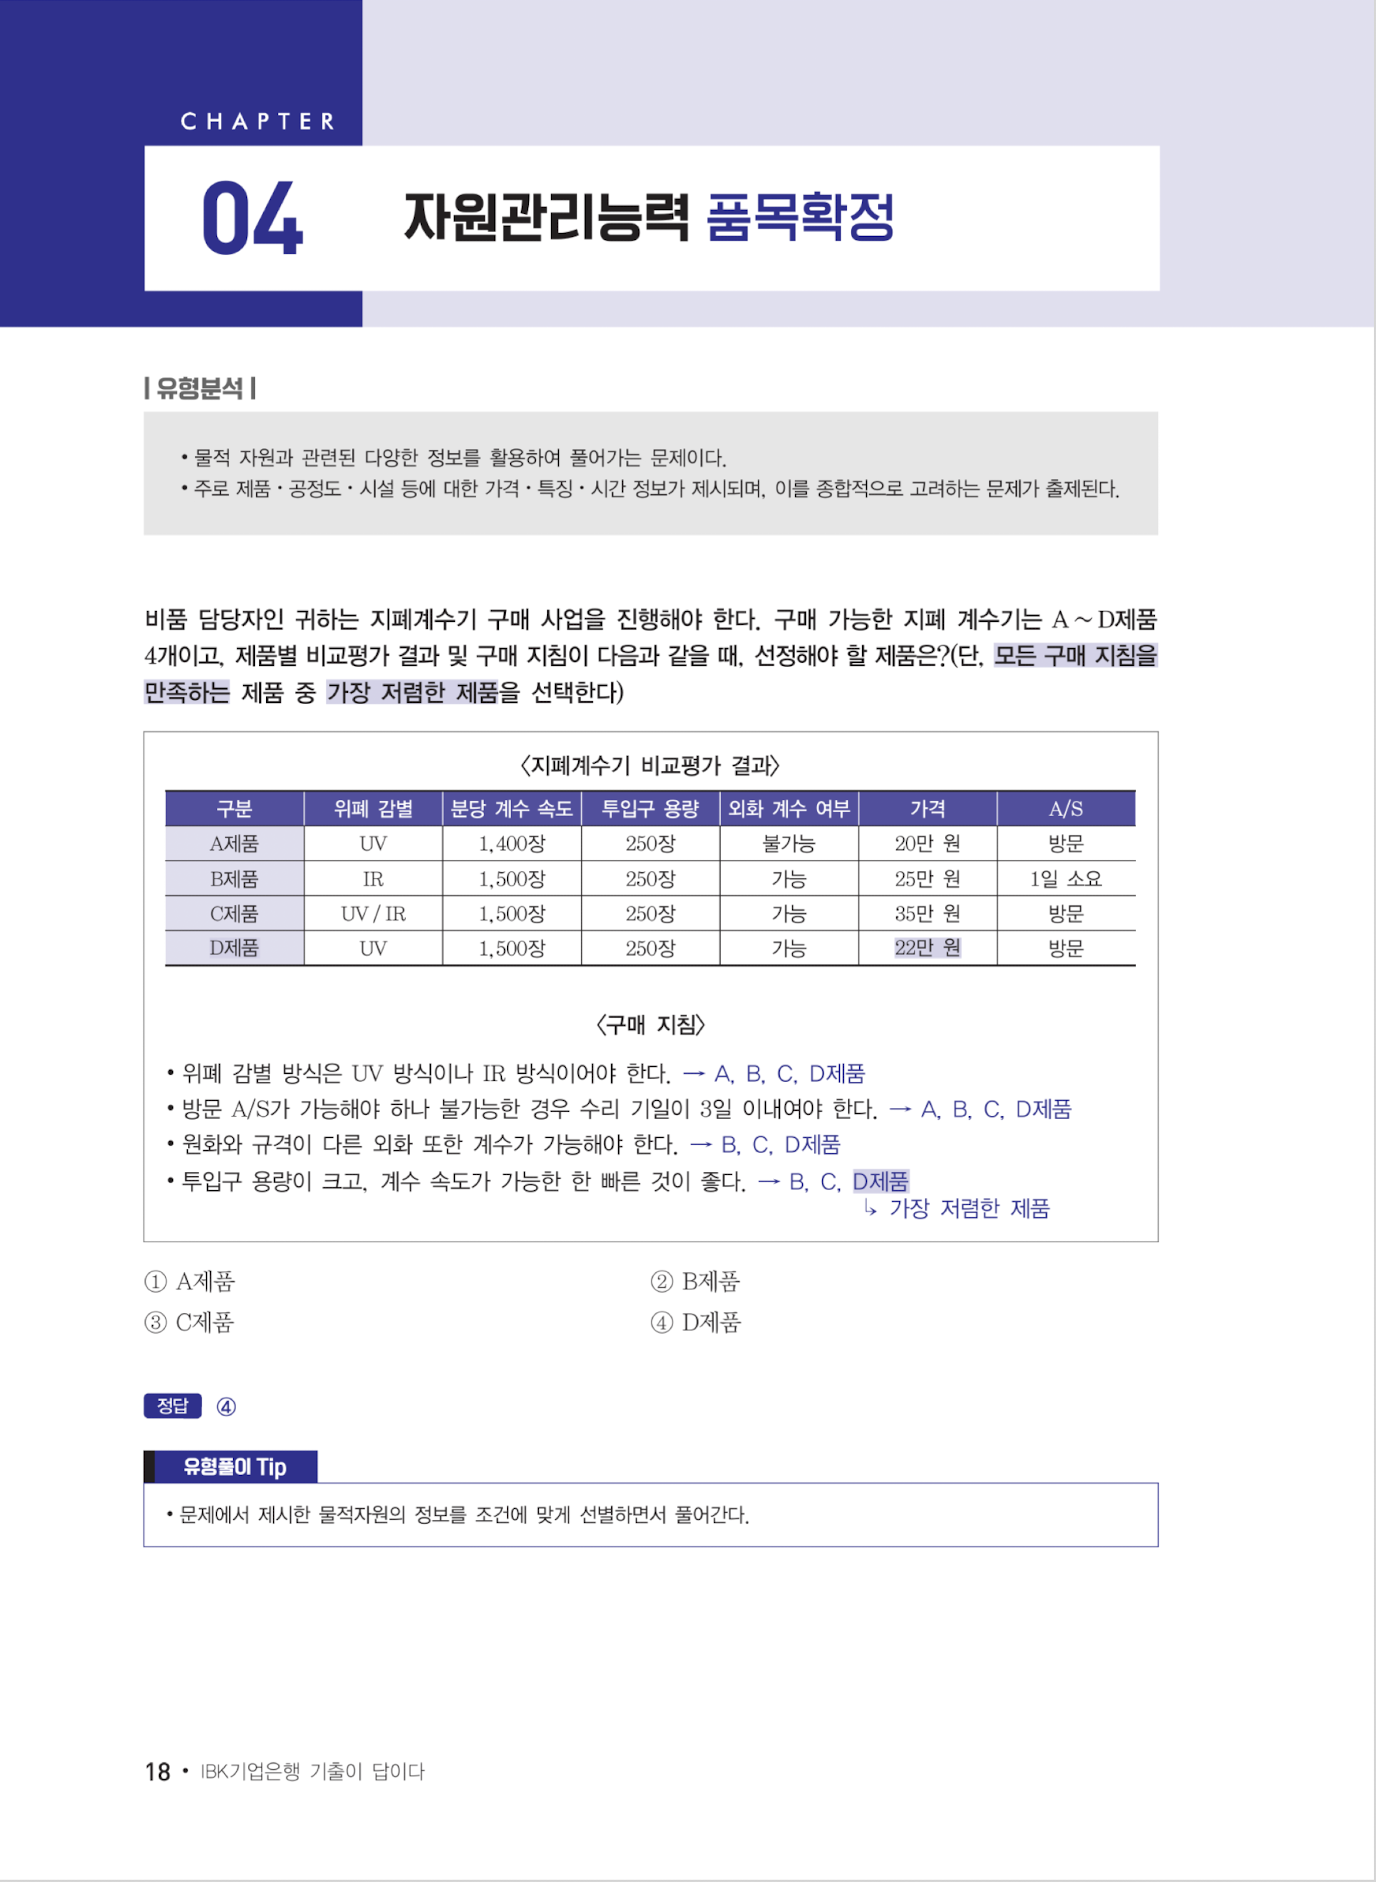 CHAPTER
04 자원관리능력 품목확정
| 유형분석 |
• 물적 자원과 관련된 다양한 정보를 활용하여 풀어가는 문제이다.
• 주로 제품・공정도・시설 등에 대한 가격・특징・시간 정보가 제시되며, 이를 종합적으로 고려하는 문제가 출제된다.
비품 담당자인 귀하는 지폐계수기 구매 사업을 진행해야 한다. 구매 가능한 지폐 계수기는 A～D제품
4개이고, 제품별 비교평가 결과 및 구매 지침이 다음과 같을 때, 선정해야 할 제품은?(단, 모든 구매 지침을
만족하는 제품 중 가장 저렴한 제품을 선택한다)
〈지폐계수기 비교평가 결과〉
구분 위폐 감별 분당 계수 속도 투입구 용량 외화 계수 여부 가격 A/S
A제품 UV 1,400장 250장 불가능 20만 원 방문
B제품 IR 1,500장 250장 가능 25만 원 1일 소요
C제품 UV / IR 1,500장 250장 가능 35만 원 방문
D제품 UV 1,500장 250장 가능 22만 원 방문
〈구매 지침〉
• 위폐 감별 방식은 UV 방식이나 IR 방식이어야 한다. → A, B, C, D제품
• 방문 A/S가 가능해야 하나 불가능한 경우 수리 기일이 3일 이내여야 한다. → A, B, C, D제품
• 원화와 규격이 다른 외화 또한 계수가 가능해야 한다. → B, C, D제품
• 투입구 용량이 크고, 계수 속도가 가능한 한 빠른 것이 좋다. → B, C, D제품
↳ 가장 저렴한 제품
① A제품 ② B제품
③ C제품 ④ D제품
정답 ④
유형풀이 Tip
• 문제에서 제시한 물적자원의 정보를 조건에 맞게 선별하면서 풀어간다.
18 • IBK기업은행 기출이 답이다